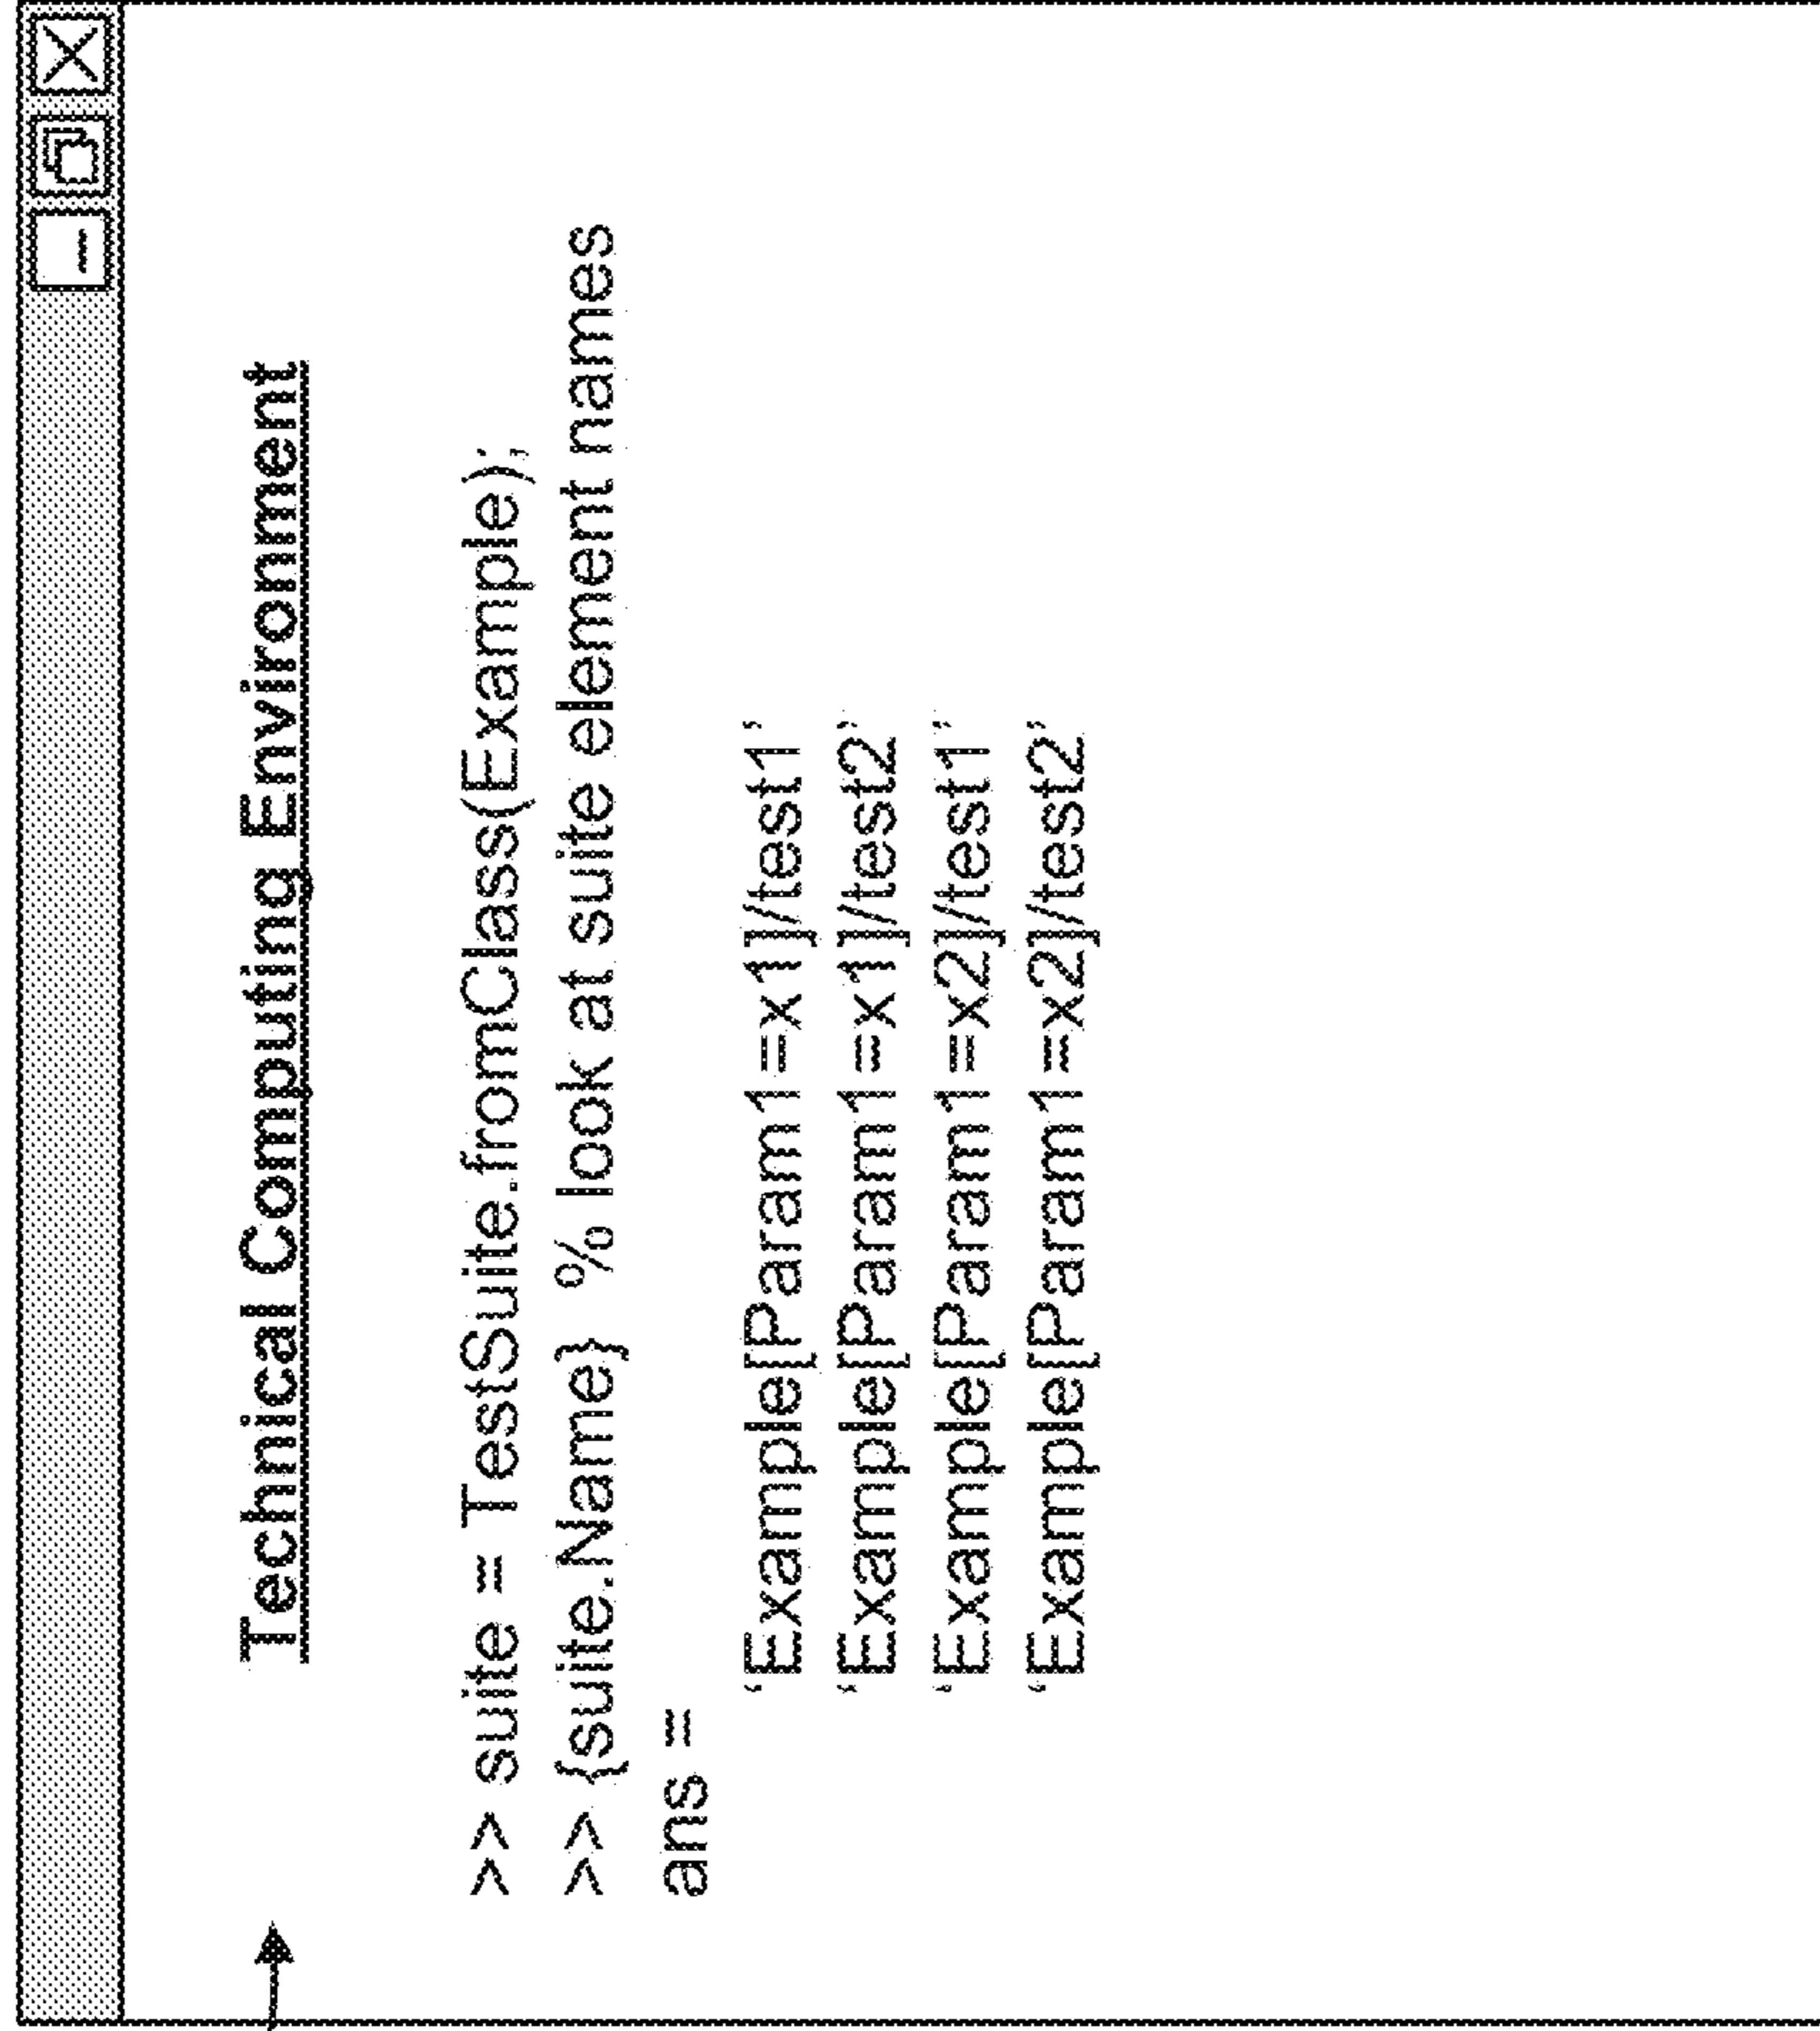 Technical Computing Environment
>> suite = TestSuite.fromClass(Example);
>> {suite.Name}  % look at suite element names
ans =
‘Example[Param1=x1]/test1’
‘Example[Param1=x1]/test2’
‘Example[Param1=x2]/test1’
‘Example[Param1=x2]/test2’